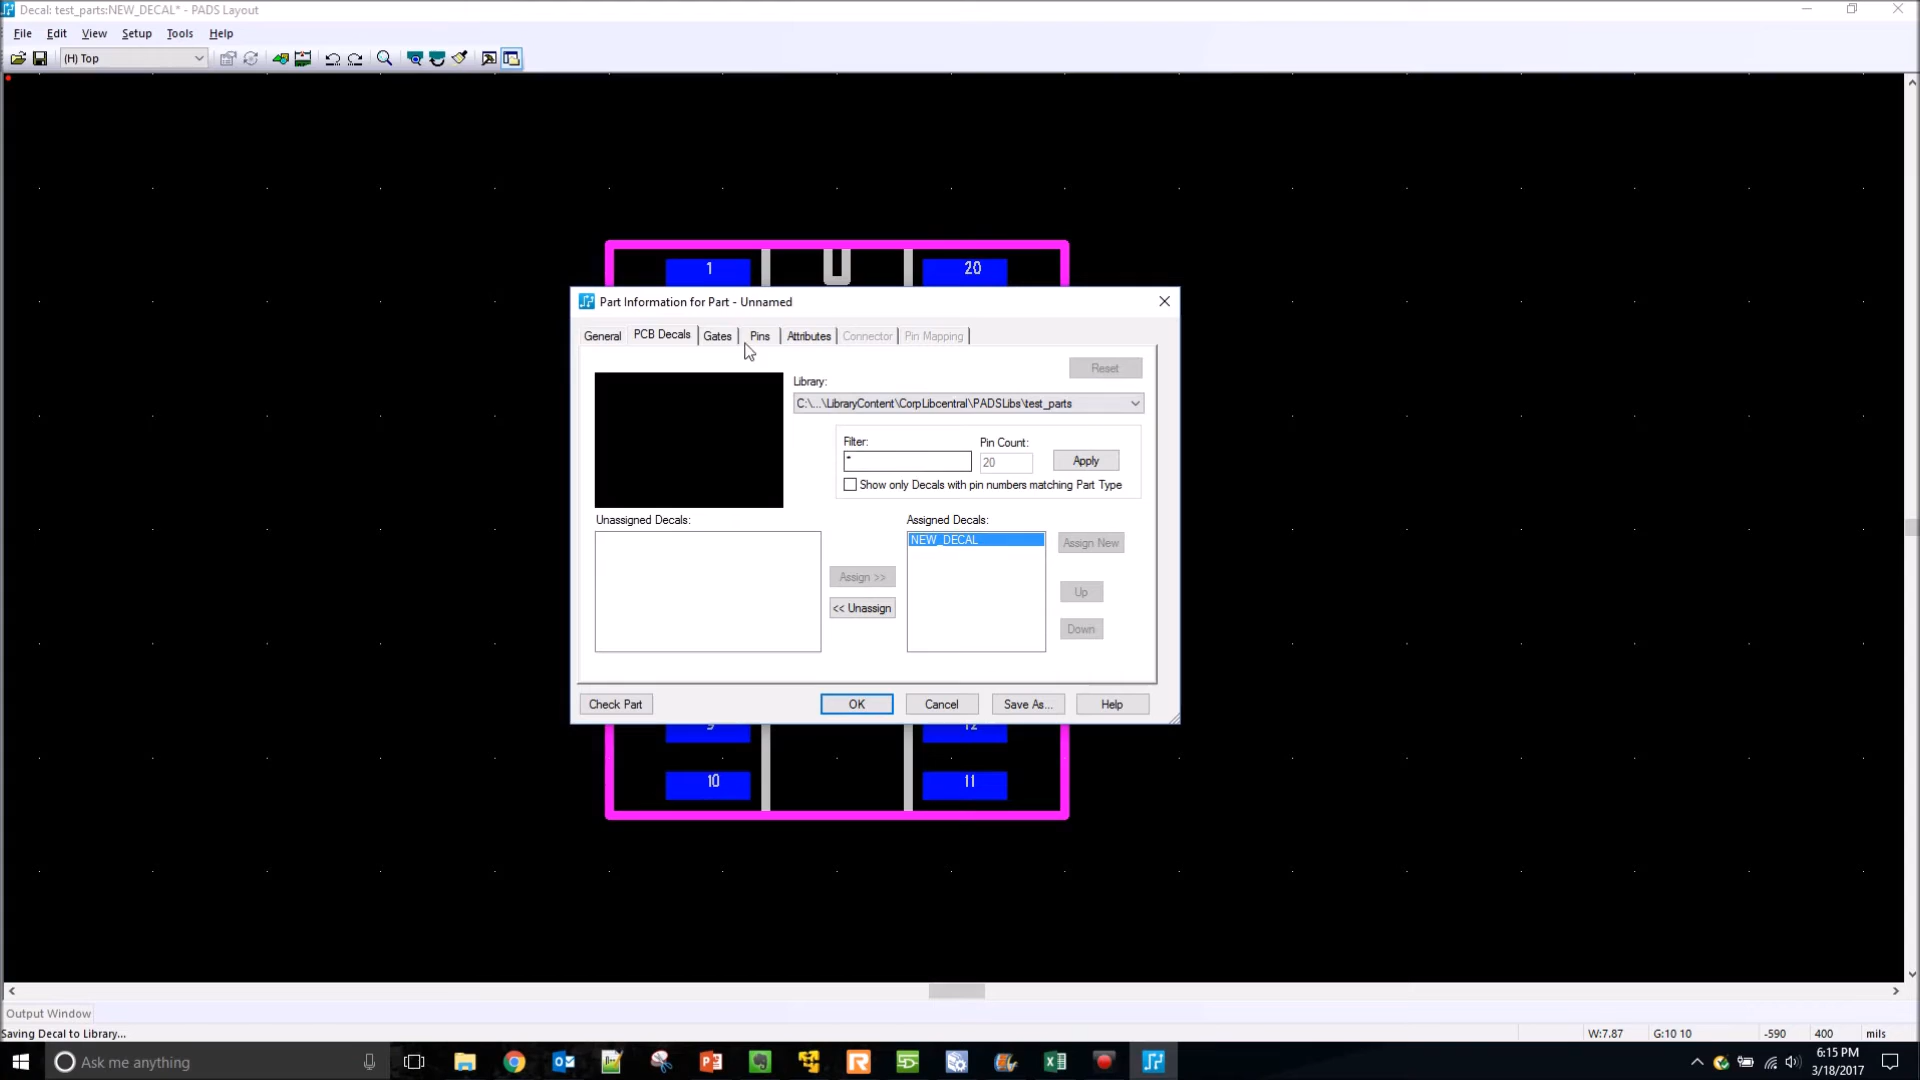 Decal: test_parts:NEW_DECAL* - PADS Layout
File Edit View Setup Tools Help
(H) Top
1 20
Part Information for Part - Unnamed
General PCB Decals Gates Pins Attributes Connector Pin Mapping
Reset
Library:
C:\...\LibraryContent\CorpLibcentral\PADSLibs\test_parts
Filter: Pin Count:
* 20 Apply
Show only Decals with pin numbers matching Part Type
Unassigned Decals: Assigned Decals:
NEW_DECAL
Assign New
Assign >>
Up
<< Unassign
Down
Check Part OK Cancel Save As... Help
9 12
10 11
Output Window
Saving Decal to Library... W:7.87 G:10 10 -590 400 mils
Ask me anything
6:15 PM
3/18/2017